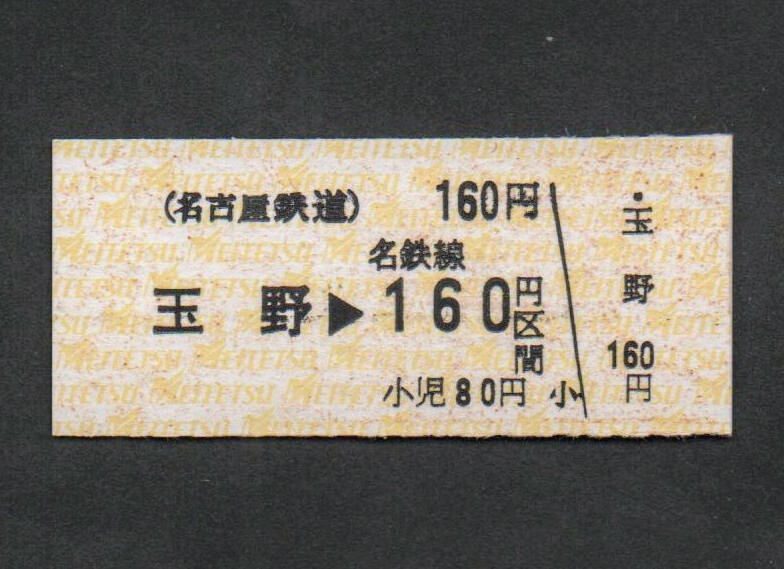 (名古屋鉄道) 160円
名鉄線
玉野▶160円区間
小児80円 小
・玉野
160
円
MEITETSU